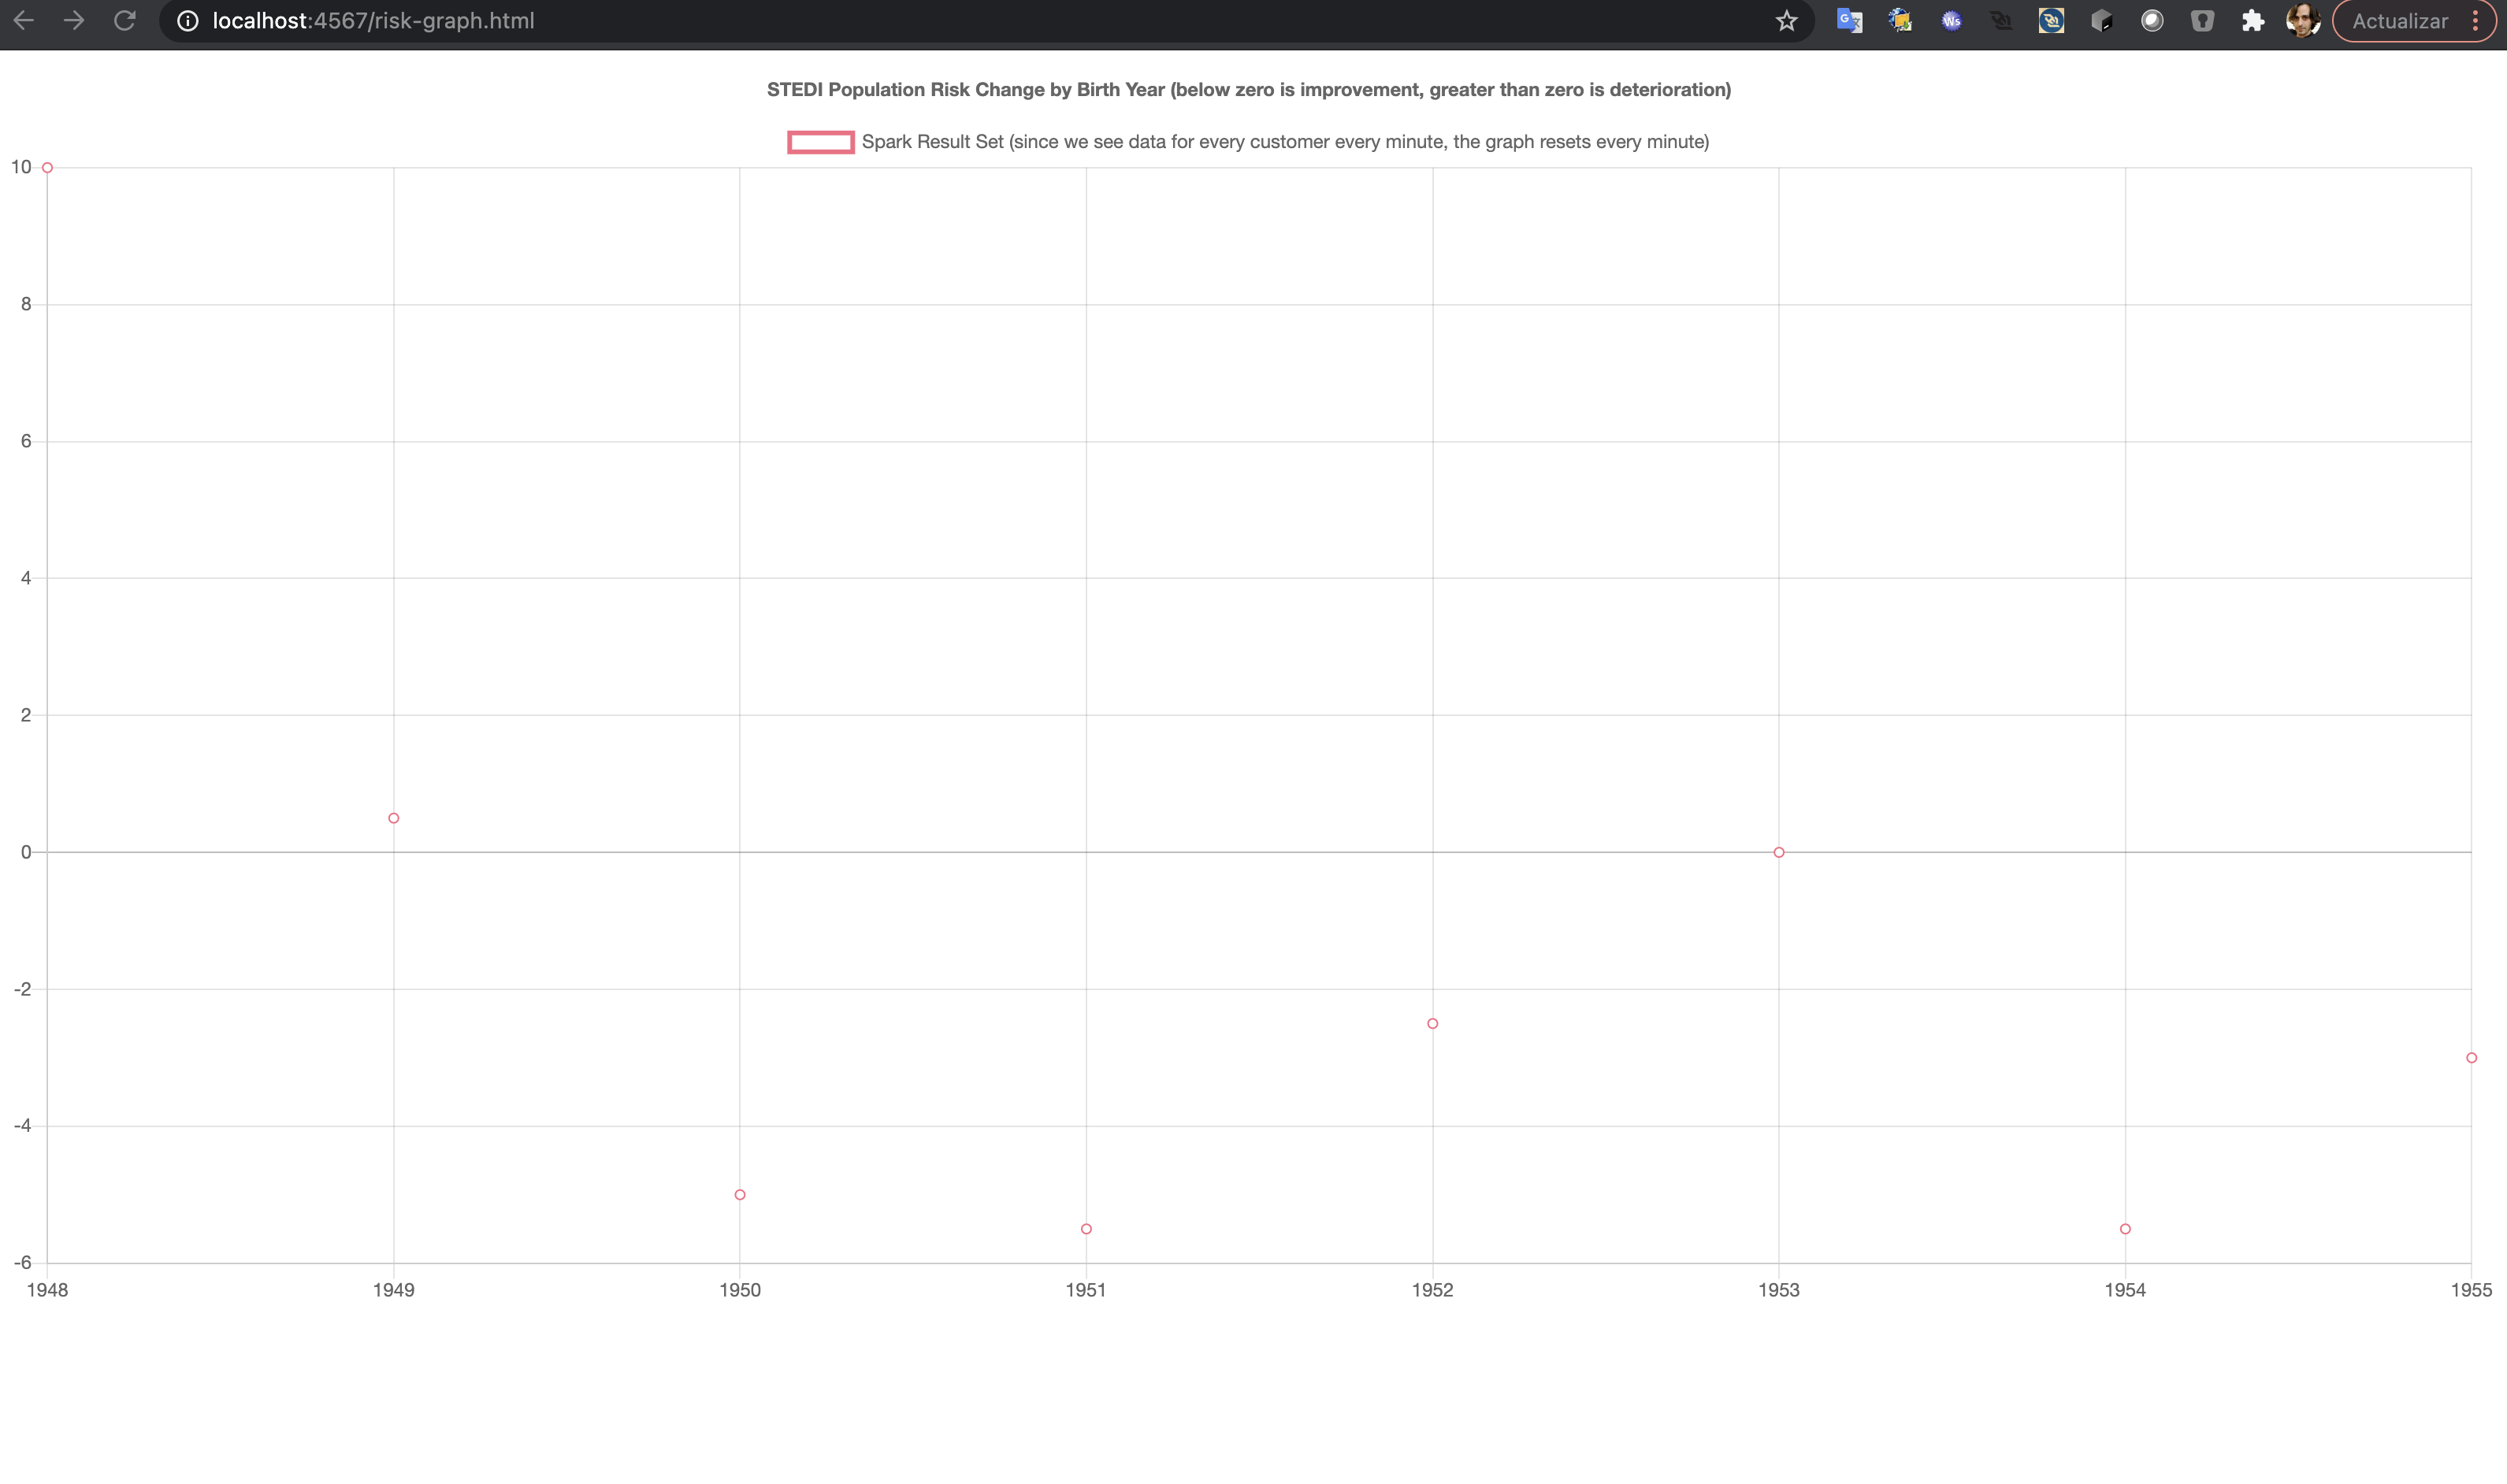 localhost:4567/risk-graph.html
Actualizar
STEDI Population Risk Change by Birth Year (below zero is improvement, greater than zero is deterioration)
Spark Result Set (since we see data for every customer every minute, the graph resets every minute)
10
8
6
4
2
0
-2
-4
-6
1948 1949 1950 1951 1952 1953 1954 1955